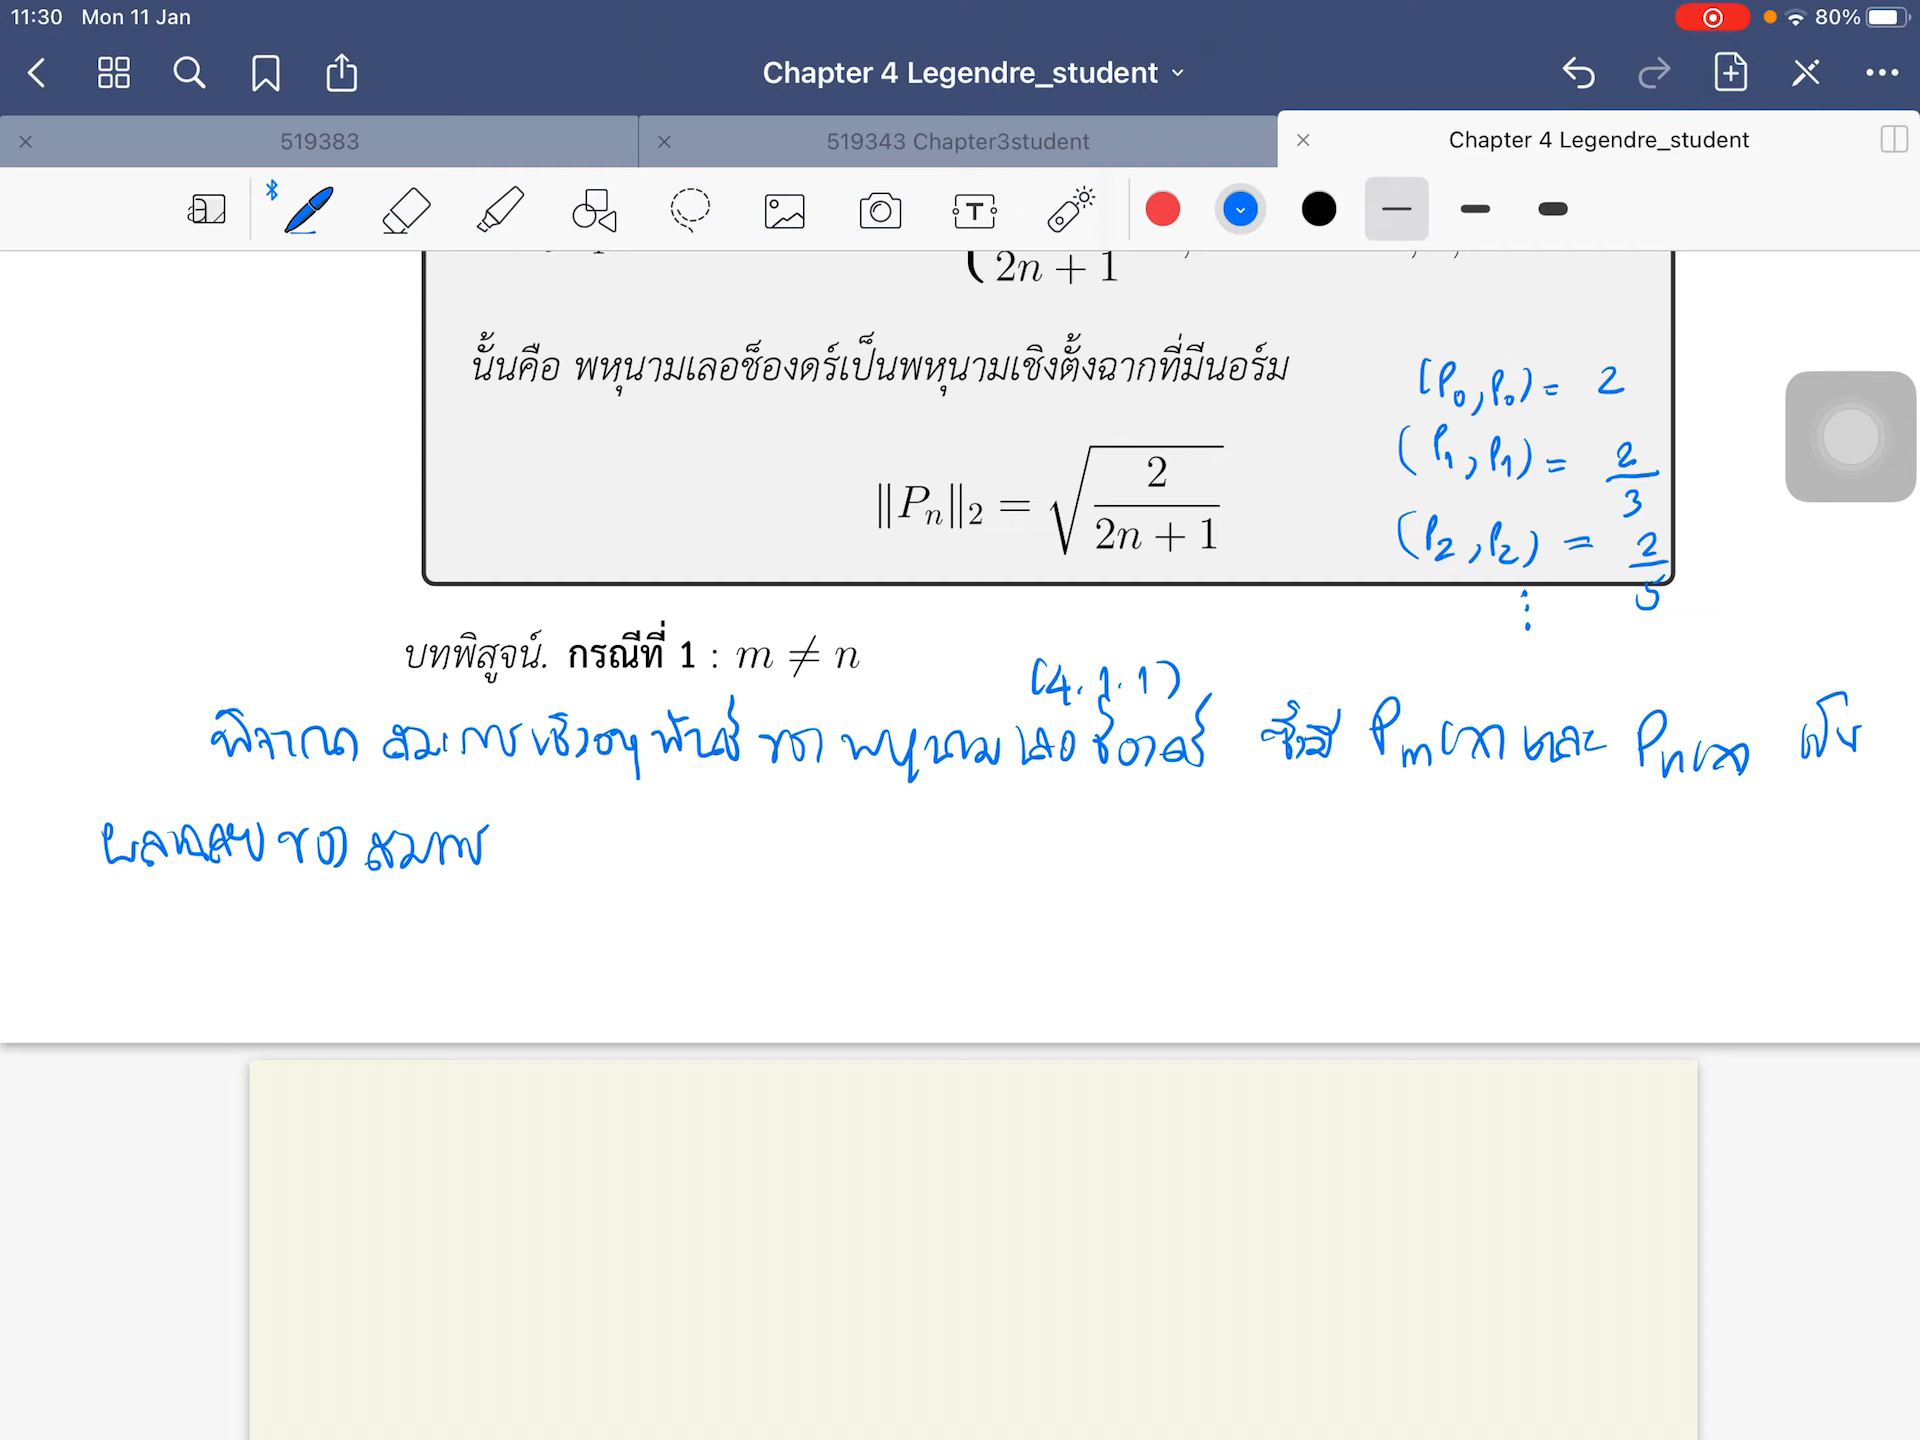 11:30 Mon 11 Jan 80%
Chapter 4 Legendre_student
519383 519343 Chapter3student Chapter 4 Legendre_student
2n + 1
นั้นคือ พหุนามเลอช็องดร์เป็นพหุนามเชิงตั้งฉากที่มีนอร์ม
(P₀, P₀) = 2
(P₁, P₁) = 2/3
‖Pₙ‖₂ = √(2/(2n + 1))
(P₂, P₂) = 2/5
⋮
บทพิสูจน์. กรณีที่ 1 : m ≠ n
(4.1.1)
พิจารณา สมการเชิงอนุพันธ์ ของ พหุนาม เลอช็องดร์ ซึ่งมี Pₘ(x) และ Pₙ(x) เป็น
ผลเฉลย ของ สมการ